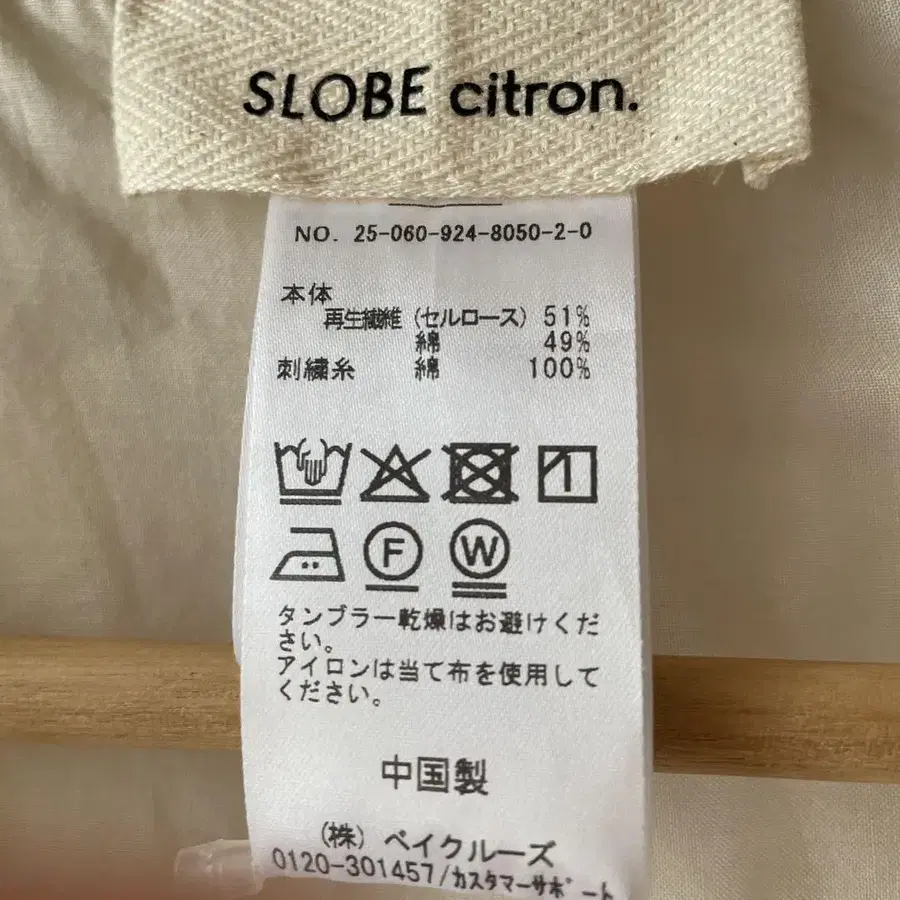 SLOBE citron.
NO. 25-060-924-8050-2-0
本体
再生繊維 (セルロース) 51%
綿 49%
刺繍糸 綿 100%
F W
タンブラー乾燥はお避けくだ
さい。
アイロンは当て布を使用して
ください。
中国製
(株) ベイクルーズ
0120-301457/カスタマーサポート